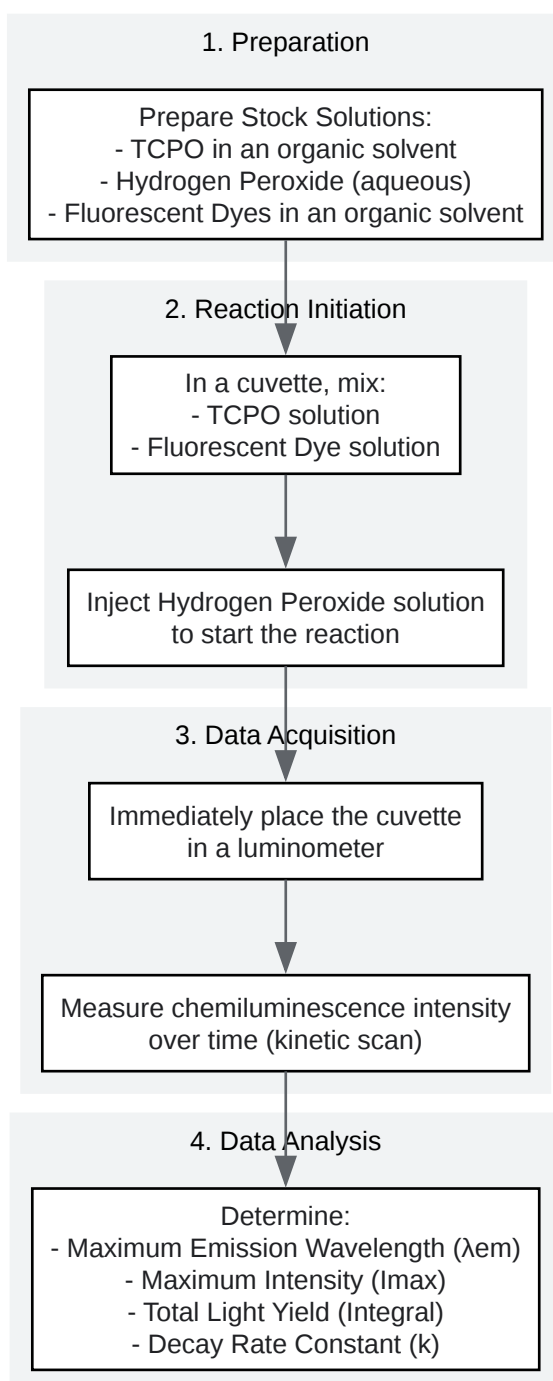 1. Preparation
Prepare Stock Solutions:
- TCPO in an organic solvent
- Hydrogen Peroxide (aqueous)
- Fluorescent Dyes in an organic solvent
2. Reaction Initiation
In a cuvette, mix:
- TCPO solution
- Fluorescent Dye solution
Inject Hydrogen Peroxide solution
to start the reaction
3. Data Acquisition
Immediately place the cuvette
in a luminometer
Measure chemiluminescence intensity
over time (kinetic scan)
4. Data Analysis
Determine:
- Maximum Emission Wavelength (λem)
- Maximum Intensity (Imax)
- Total Light Yield (Integral)
- Decay Rate Constant (k)